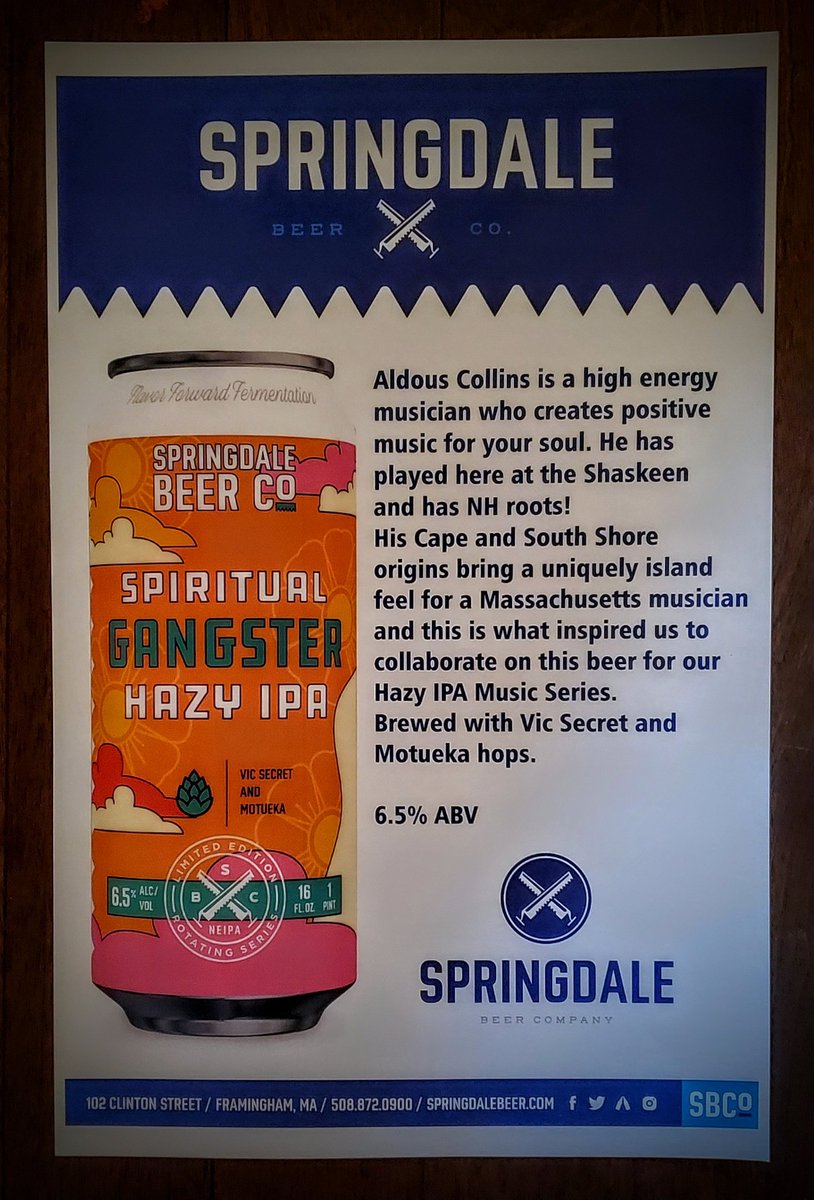 SPRINGDALE
BEER CO.
Flavor Forward Fermentation
SPRINGDALE
BEER CO
SPIRITUAL
GANGSTER
HAZY IPA
VIC SECRET
AND
MOTUEKA
LIMITED EDITION
B S C
NEIPA
ROTATING SERIES
6.5% ALC/
VOL
16
FL.OZ
1
PINT
Aldous Collins is a high energy
musician who creates positive
music for your soul. He has
played here at the Shaskeen
and has NH roots!
His Cape and South Shore
origins bring a uniquely island
feel for a Massachusetts musician
and this is what inspired us to
collaborate on this beer for our
Hazy IPA Music Series.
Brewed with Vic Secret and
Motueka hops.
6.5% ABV
SPRINGDALE
BEER COMPANY
102 CLINTON STREET / FRAMINGHAM, MA / 508.872.0900 / SPRINGDALEBEER.COM
SBCO